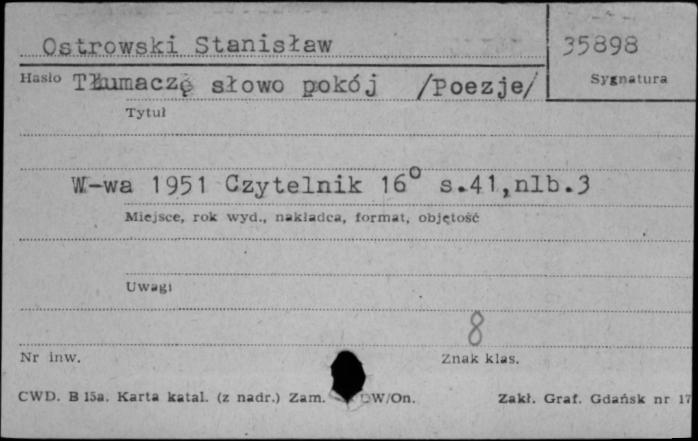 Ostrowski Stanisław
35898
Hasło Tłumaczę słowo pokój /Poezje/
Sygnatura
Tytuł
W-wa 1951 Czytelnik 16° s.41,nlb.3
Miejsce, rok wyd., nakładca, format, objętość
Uwagi
8
Nr inw.
Znak klas.
CWD. B 15a. Karta katal. (z nadr.) Zam. W/On.
Zakł. Graf. Gdańsk nr 17